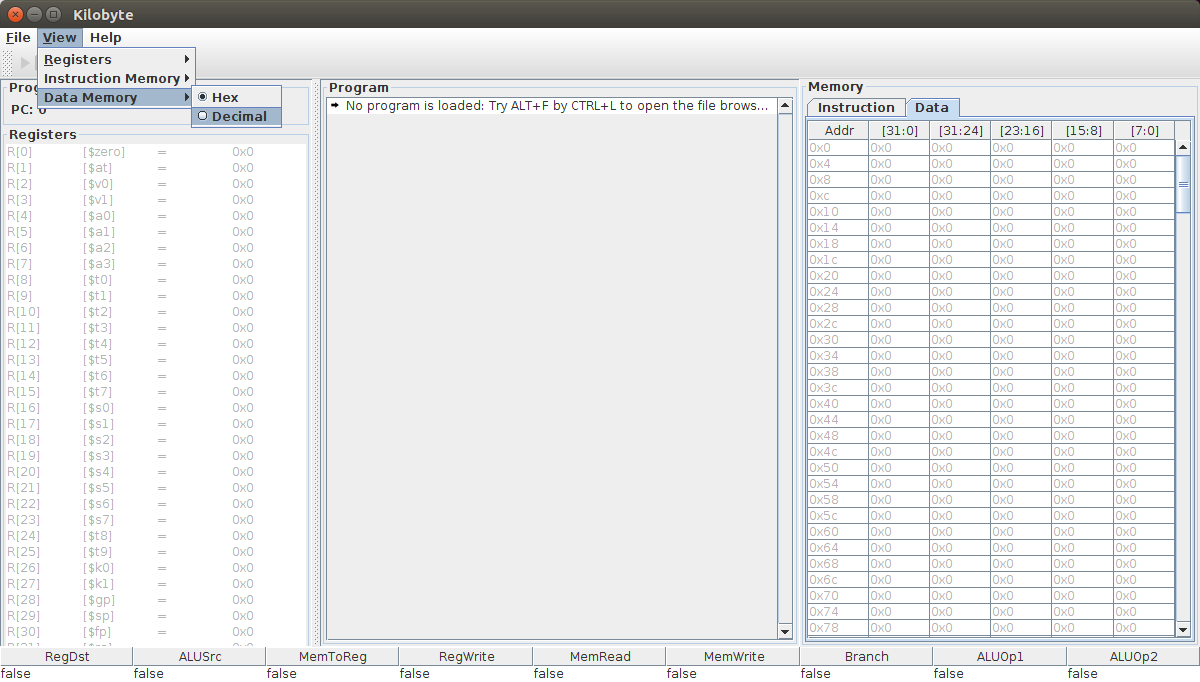 Kilobyte
File View Help
Registers
Instruction Memory
Data Memory
Hex
Decimal
PC: 0
Registers
R[0] [$zero] = 0x0
R[1] [$at] = 0x0
R[2] [$v0] = 0x0
R[3] [$v1] = 0x0
R[4] [$a0] = 0x0
R[5] [$a1] = 0x0
R[6] [$a2] = 0x0
R[7] [$a3] = 0x0
R[8] [$t0] = 0x0
R[9] [$t1] = 0x0
R[10] [$t2] = 0x0
R[11] [$t3] = 0x0
R[12] [$t4] = 0x0
R[13] [$t5] = 0x0
R[14] [$t6] = 0x0
R[15] [$t7] = 0x0
R[16] [$s0] = 0x0
R[17] [$s1] = 0x0
R[18] [$s2] = 0x0
R[19] [$s3] = 0x0
R[20] [$s4] = 0x0
R[21] [$s5] = 0x0
R[22] [$s6] = 0x0
R[23] [$s7] = 0x0
R[24] [$t8] = 0x0
R[25] [$t9] = 0x0
R[26] [$k0] = 0x0
R[27] [$k1] = 0x0
R[28] [$gp] = 0x0
R[29] [$sp] = 0x0
R[30] [$fp] = 0x0
Program
No program is loaded: Try ALT+F by CTRL+L to open the file brows...
Memory
Instruction Data
Addr [31:0] [31:24] [23:16] [15:8] [7:0]
0x0 0x0 0x0 0x0 0x0 0x0
0x4 0x0 0x0 0x0 0x0 0x0
0x8 0x0 0x0 0x0 0x0 0x0
0xc 0x0 0x0 0x0 0x0 0x0
0x10 0x0 0x0 0x0 0x0 0x0
0x14 0x0 0x0 0x0 0x0 0x0
0x18 0x0 0x0 0x0 0x0 0x0
0x1c 0x0 0x0 0x0 0x0 0x0
0x20 0x0 0x0 0x0 0x0 0x0
0x24 0x0 0x0 0x0 0x0 0x0
0x28 0x0 0x0 0x0 0x0 0x0
0x2c 0x0 0x0 0x0 0x0 0x0
0x30 0x0 0x0 0x0 0x0 0x0
0x34 0x0 0x0 0x0 0x0 0x0
0x38 0x0 0x0 0x0 0x0 0x0
0x3c 0x0 0x0 0x0 0x0 0x0
0x40 0x0 0x0 0x0 0x0 0x0
0x44 0x0 0x0 0x0 0x0 0x0
0x48 0x0 0x0 0x0 0x0 0x0
0x4c 0x0 0x0 0x0 0x0 0x0
0x50 0x0 0x0 0x0 0x0 0x0
0x54 0x0 0x0 0x0 0x0 0x0
0x58 0x0 0x0 0x0 0x0 0x0
0x5c 0x0 0x0 0x0 0x0 0x0
0x60 0x0 0x0 0x0 0x0 0x0
0x64 0x0 0x0 0x0 0x0 0x0
0x68 0x0 0x0 0x0 0x0 0x0
0x6c 0x0 0x0 0x0 0x0 0x0
0x70 0x0 0x0 0x0 0x0 0x0
0x74 0x0 0x0 0x0 0x0 0x0
0x78 0x0 0x0 0x0 0x0 0x0
RegDst ALUSrc MemToReg RegWrite MemRead MemWrite Branch ALUOp1 ALUOp2
false false false false false false false false false